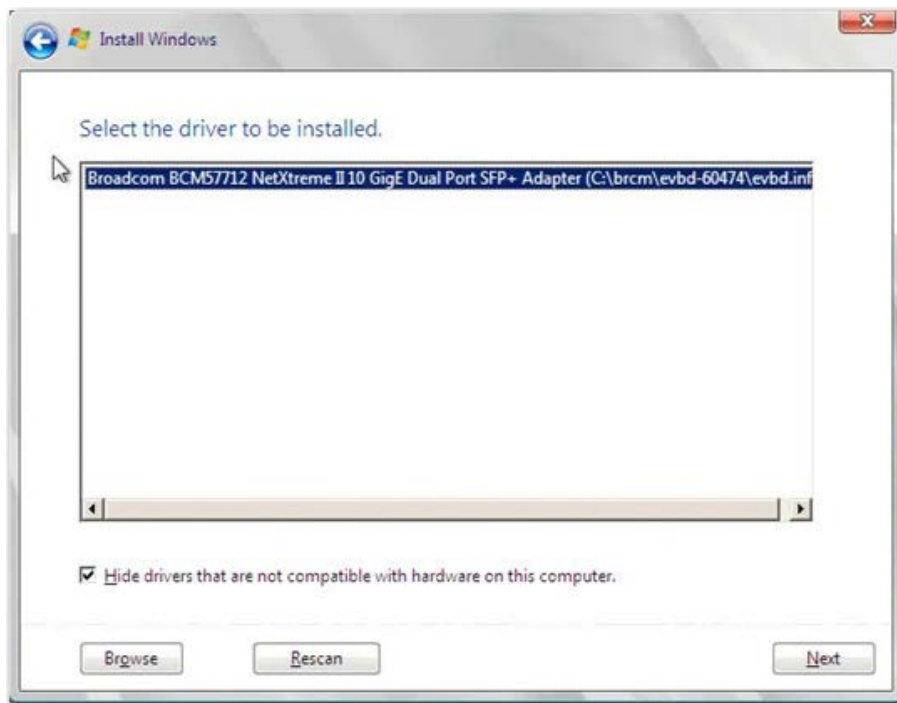 Install Windows
Select the driver to be installed.
Broadcom BCM57712 NetXtreme II 10 GigE Dual Port SFP+ Adapter (C:\brcm\evbd-60474\evbd.inf
Hide drivers that are not compatible with hardware on this computer.
Browse Rescan Next